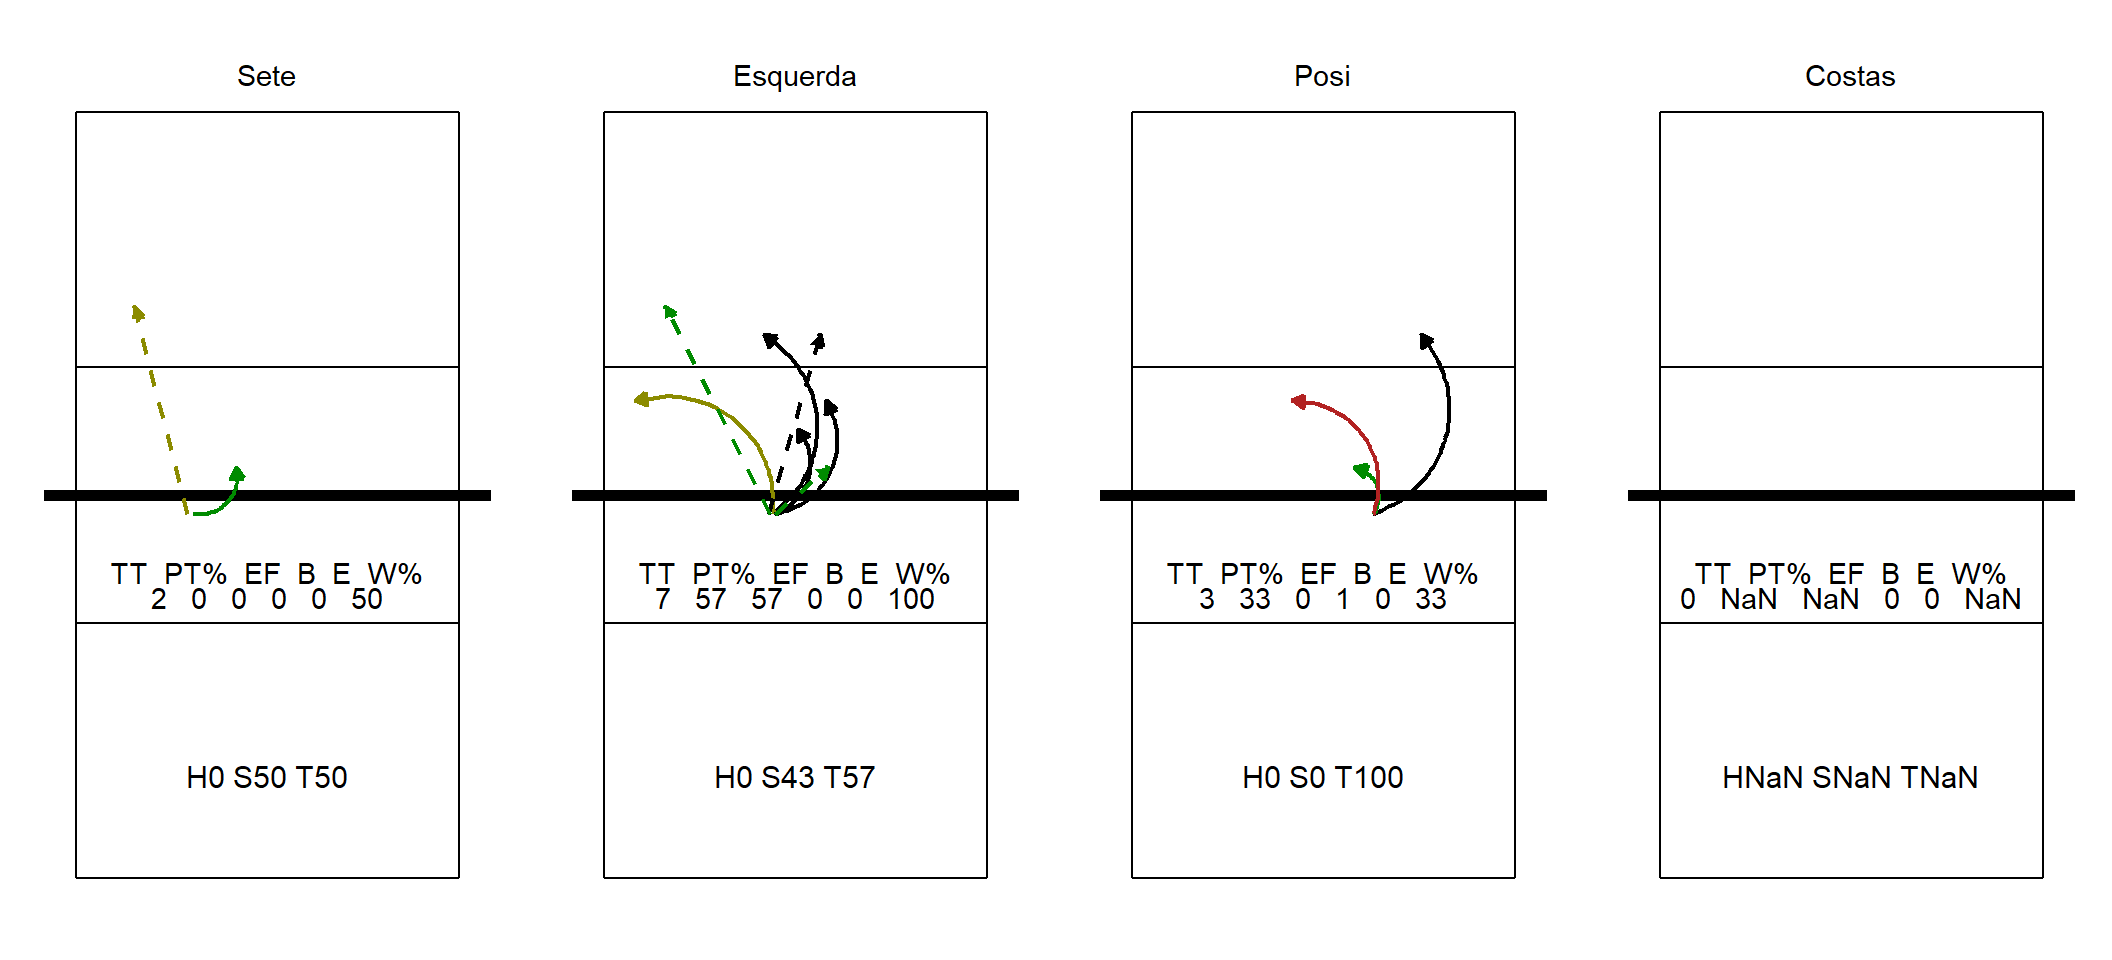 Sete
TT PT% EF B E W%
2 0 0 0 0 50
H0 S50 T50
Esquerda
TT PT% EF B E W%
7 57 57 0 0 100
H0 S43 T57
Posi
TT PT% EF B E W%
3 33 0 1 0 33
H0 S0 T100
Costas
TT PT% EF B E W%
0 NaN NaN 0 0 NaN
HNaN SNaN TNaN